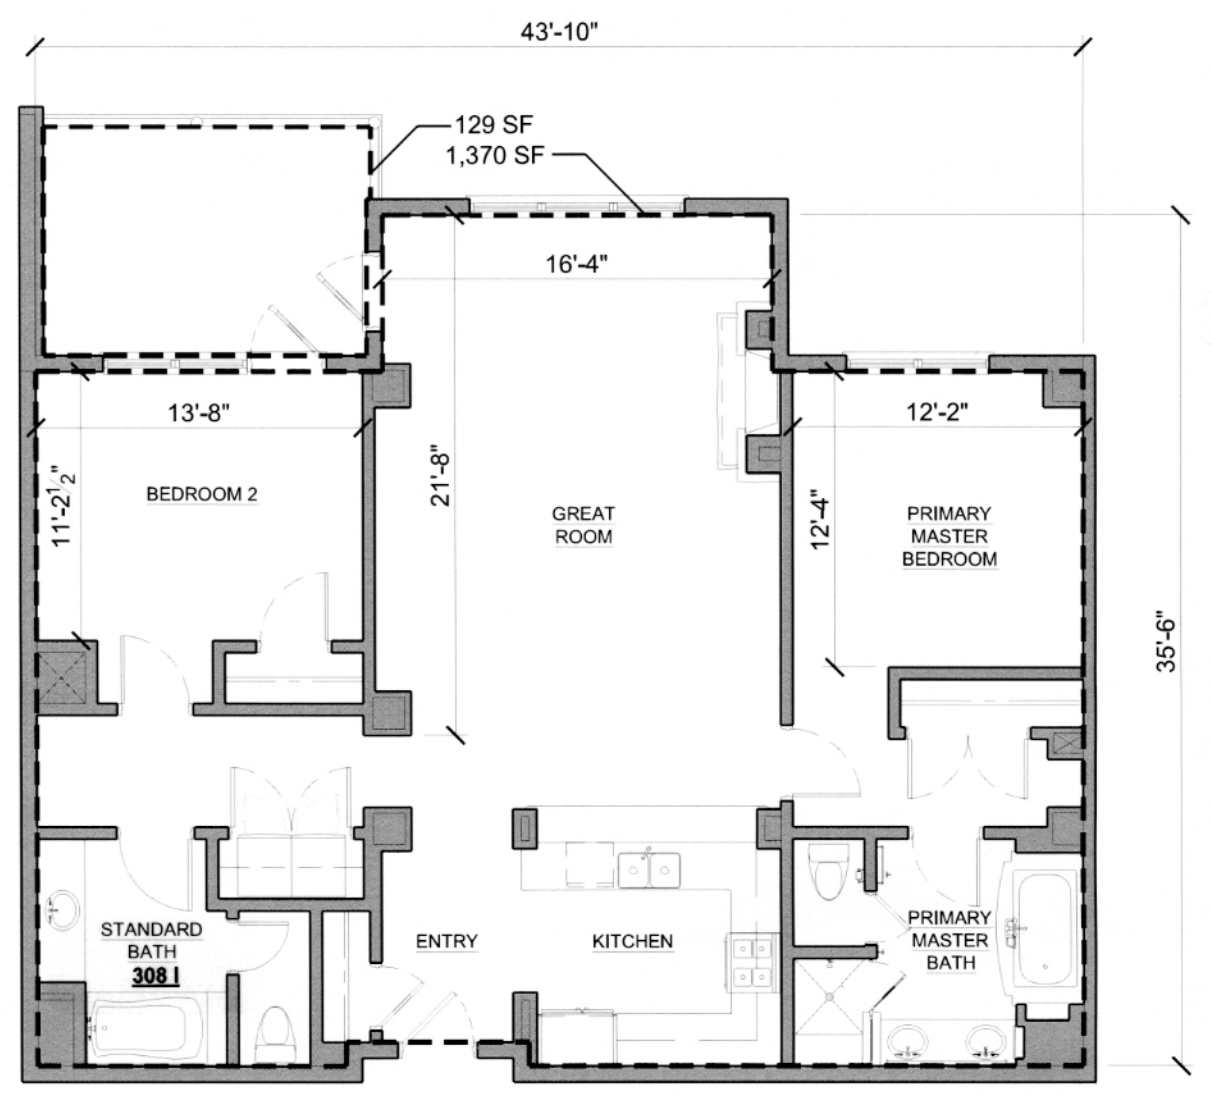 43'-10"
129 SF
1,370 SF
16'-4"
13'-8"
12'-2"
11'-2½"
BEDROOM 2
21'-8"
GREAT
ROOM
12'-4"
PRIMARY
MASTER
BEDROOM
35'-6"
STANDARD
BATH
308 I
ENTRY
KITCHEN
PRIMARY
MASTER
BATH